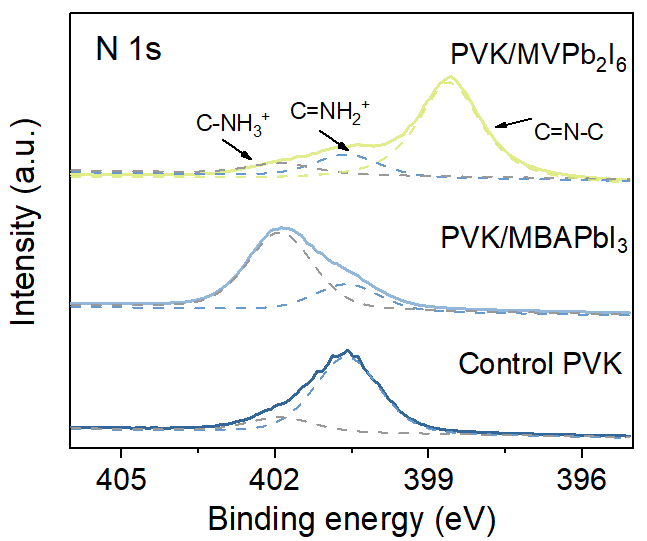 N 1s
PVK/MVPb₂I₆
C-NH₃⁺
C=NH₂⁺
C=N-C
PVK/MBAPbI₃
Control PVK
Intensity (a.u.)
405 402 399 396
Binding energy (eV)